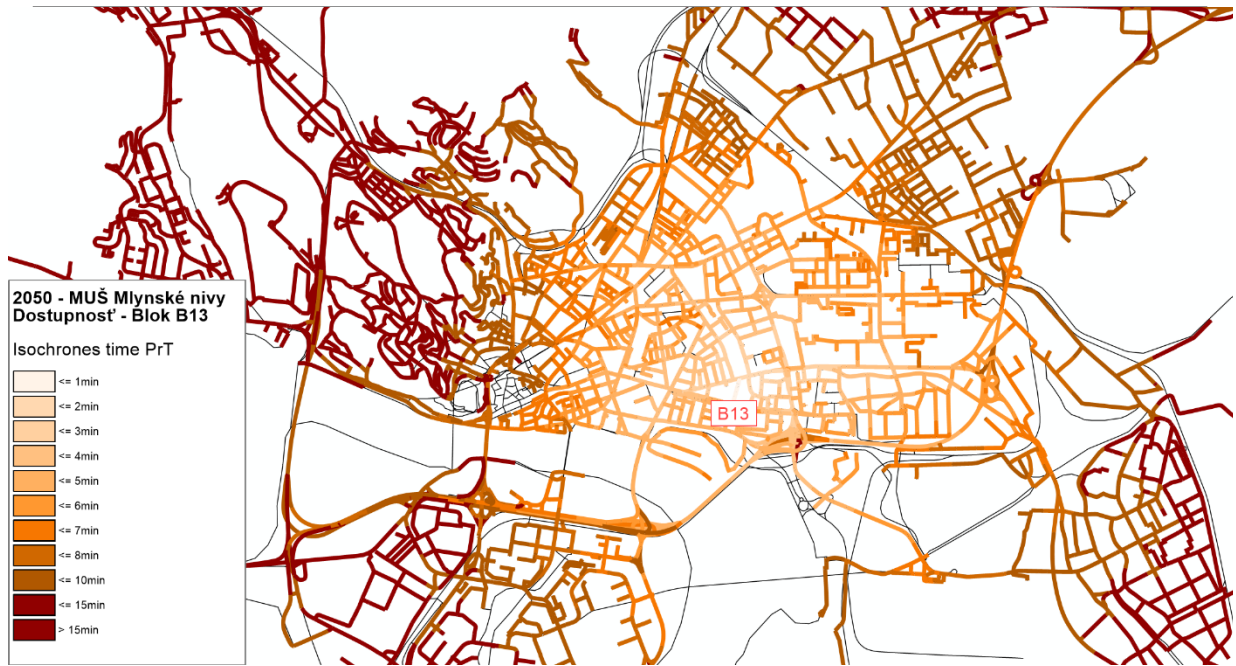 2050 - MUŠ Mlynské nivy
Dostupnosť - Blok B13
Isochrones time PrT
<= 1min
<= 2min
<= 3min
<= 4min
<= 5min
<= 6min
<= 7min
<= 8min
<= 10min
<= 15min
> 15min
B13